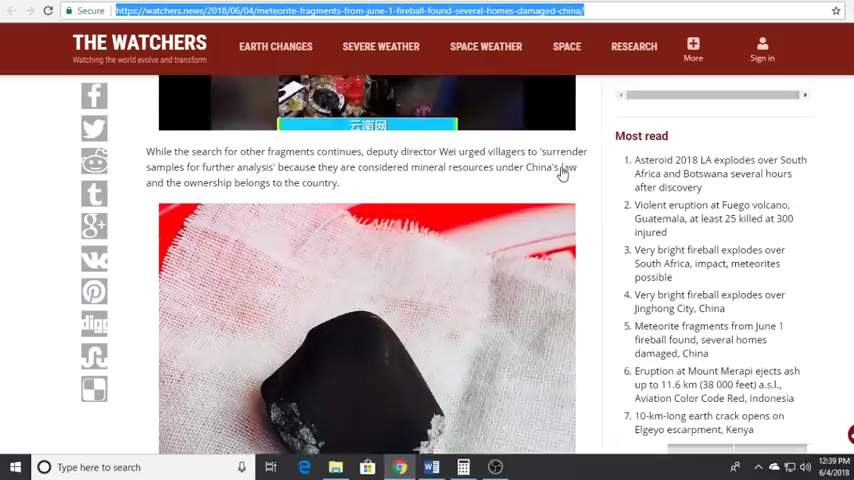 Secure
https://watchers.news/2018/06/04/meteorite-fragments-from-june-1-fireball-found-several-homes-damaged-china/
THE WATCHERS
Watching the world evolve and transform
EARTH CHANGES
SEVERE WEATHER
SPACE WEATHER
SPACE
RESEARCH
More
Sign in
云南网
While the search for other fragments continues, deputy director Wei urged villagers to 'surrender
samples for further analysis' because they are considered mineral resources under China's law
and the ownership belongs to the country.
digg
Most read
1. Asteroid 2018 LA explodes over South
Africa and Botswana several hours
after discovery
2. Violent eruption at Fuego volcano,
Guatemala, at least 25 killed at 300
injured
3. Very bright fireball explodes over
South Africa, impact, meteorites
possible
4. Very bright fireball explodes over
Jinghong City, China
5. Meteorite fragments from June 1
fireball found, several homes
damaged, China
6. Eruption at Mount Merapi ejects ash
up to 11.6 km (38 000 feet) a.s.l.,
Aviation Color Code Red, Indonesia
7. 10-km-long earth crack opens on
Elgeyo escarpment, Kenya
Type here to search
12:39 PM
6/4/2018